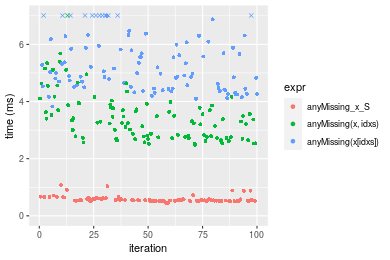 6
4
2
0
time (ms)
0
25
50
75
100
iteration
expr
anyMissing_x_S
anyMissing(x, idxs)
anyMissing(x[idxs])